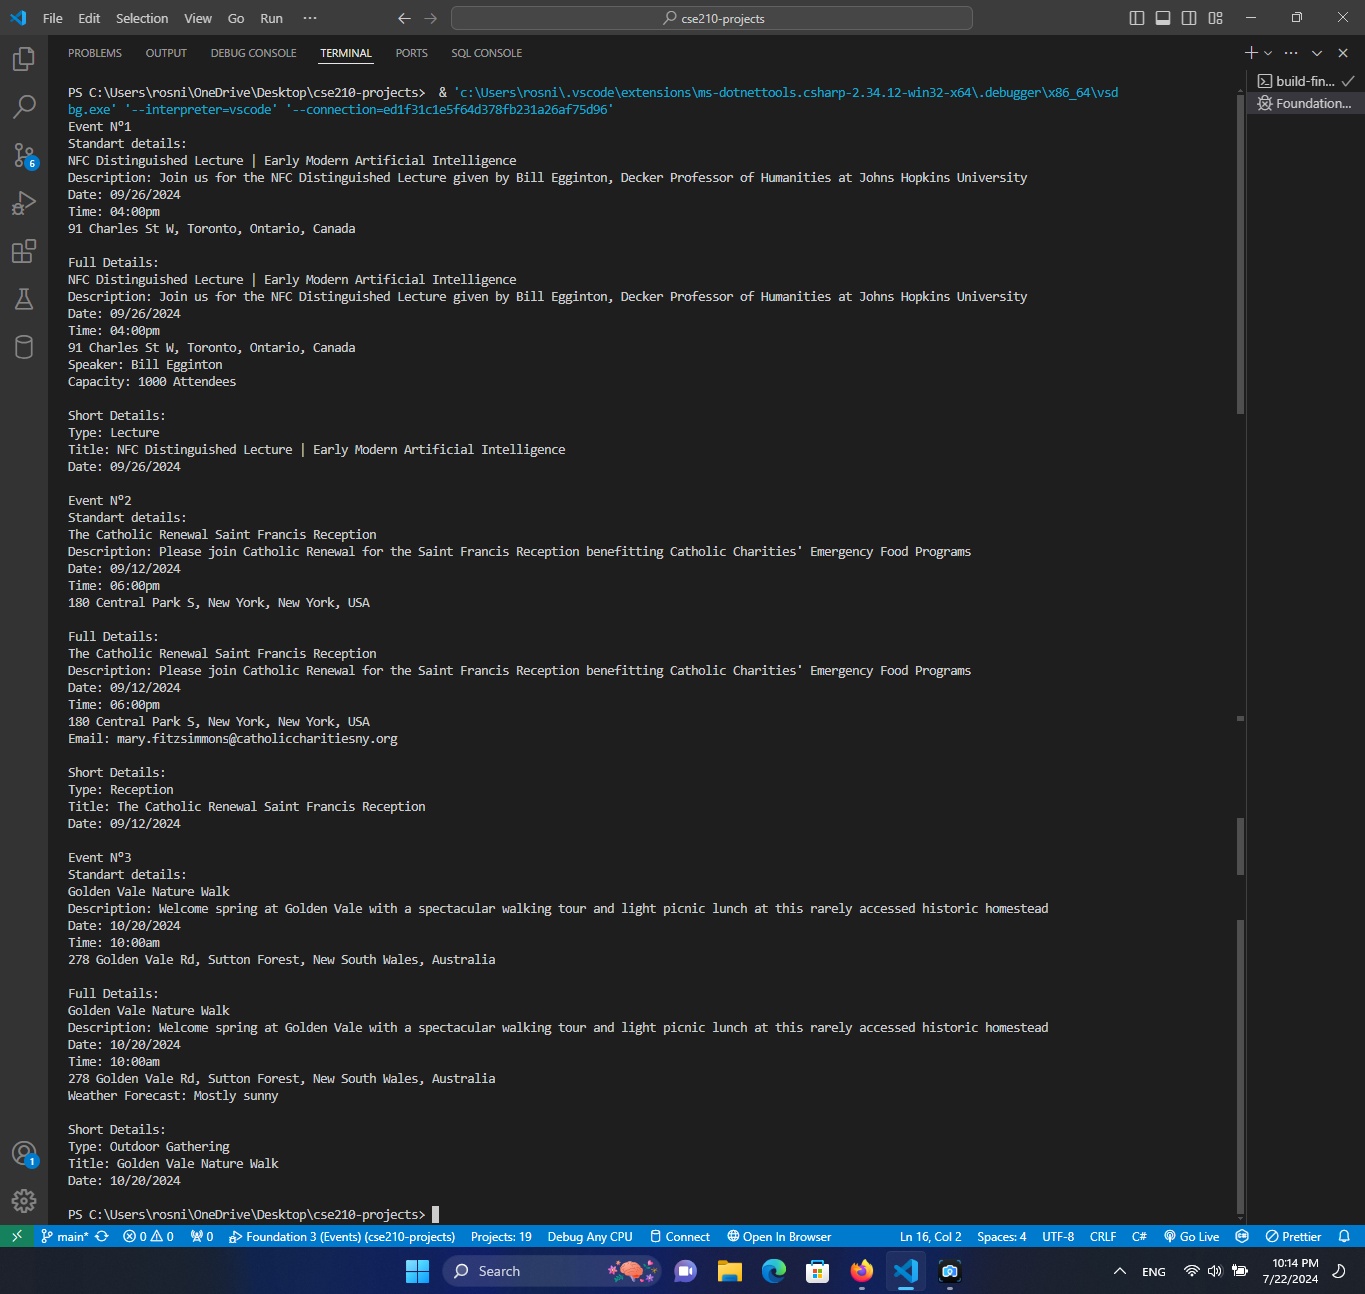 File Edit Selection View Go Run ··· cse210-projects
PROBLEMS OUTPUT DEBUG CONSOLE TERMINAL PORTS SQL CONSOLE
build-fin...
Foundation...
PS C:\Users\rosni\OneDrive\Desktop\cse210-projects>  & 'c:\Users\rosni\.vscode\extensions\ms-dotnettools.csharp-2.34.12-win32-x64\.debugger\x86_64\vsd
bg.exe' '--interpreter=vscode' '--connection=ed1f31c1e5f64d378fb231a26af75d96'
Event Nº1
Standart details:
NFC Distinguished Lecture | Early Modern Artificial Intelligence
Description: Join us for the NFC Distinguished Lecture given by Bill Egginton, Decker Professor of Humanities at Johns Hopkins University
Date: 09/26/2024
Time: 04:00pm
91 Charles St W, Toronto, Ontario, Canada
Full Details:
NFC Distinguished Lecture | Early Modern Artificial Intelligence
Description: Join us for the NFC Distinguished Lecture given by Bill Egginton, Decker Professor of Humanities at Johns Hopkins University
Date: 09/26/2024
Time: 04:00pm
91 Charles St W, Toronto, Ontario, Canada
Speaker: Bill Egginton
Capacity: 1000 Attendees
Short Details:
Type: Lecture
Title: NFC Distinguished Lecture | Early Modern Artificial Intelligence
Date: 09/26/2024
Event Nº2
Standart details:
The Catholic Renewal Saint Francis Reception
Description: Please join Catholic Renewal for the Saint Francis Reception benefitting Catholic Charities' Emergency Food Programs
Date: 09/12/2024
Time: 06:00pm
180 Central Park S, New York, New York, USA
Full Details:
The Catholic Renewal Saint Francis Reception
Description: Please join Catholic Renewal for the Saint Francis Reception benefitting Catholic Charities' Emergency Food Programs
Date: 09/12/2024
Time: 06:00pm
180 Central Park S, New York, New York, USA
Email: mary.fitzsimmons@catholiccharitiesny.org
Short Details:
Type: Reception
Title: The Catholic Renewal Saint Francis Reception
Date: 09/12/2024
Event Nº3
Standart details:
Golden Vale Nature Walk
Description: Welcome spring at Golden Vale with a spectacular walking tour and light picnic lunch at this rarely accessed historic homestead
Date: 10/20/2024
Time: 10:00am
278 Golden Vale Rd, Sutton Forest, New South Wales, Australia
Full Details:
Golden Vale Nature Walk
Description: Welcome spring at Golden Vale with a spectacular walking tour and light picnic lunch at this rarely accessed historic homestead
Date: 10/20/2024
Time: 10:00am
278 Golden Vale Rd, Sutton Forest, New South Wales, Australia
Weather Forecast: Mostly sunny
Short Details:
Type: Outdoor Gathering
Title: Golden Vale Nature Walk
Date: 10/20/2024
PS C:\Users\rosni\OneDrive\Desktop\cse210-projects>
6
1
main* 0 0 0 Foundation 3 (Events) (cse210-projects) Projects: 19 Debug Any CPU Connect Open In Browser Ln 16, Col 2 Spaces: 4 UTF-8 CRLF C# Go Live Prettier
Search ENG 10:14 PM
7/22/2024